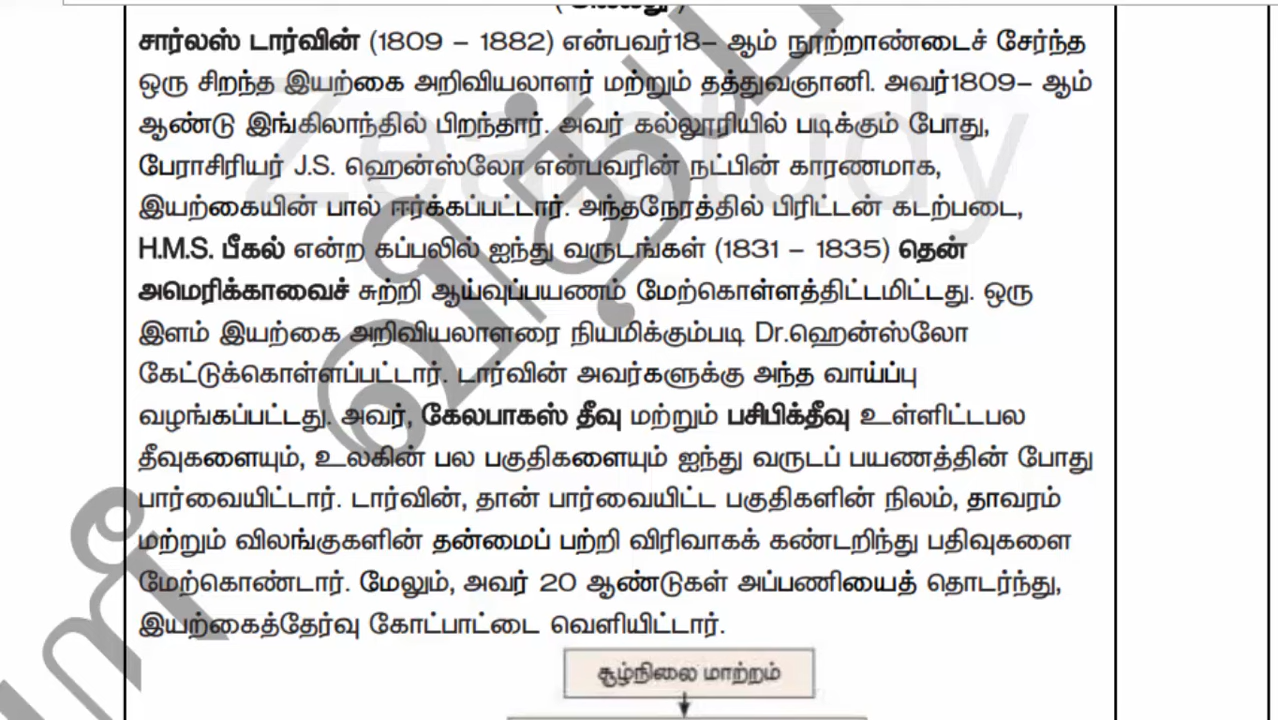 சார்லஸ் டார்வின் (1809 – 1882) என்பவர்18– ஆம் நூற்றாண்டைச் சேர்ந்த
ஒரு சிறந்த இயற்கை அறிவியலாளர் மற்றும் தத்துவஞானி. அவர்1809– ஆம்
ஆண்டு இங்கிலாந்தில் பிறந்தார். அவர் கல்லூரியில் படிக்கும் போது,
பேராசிரியர் J.S. ஹென்ஸ்லோ என்பவரின் நட்பின் காரணமாக,
இயற்கையின் பால் ஈர்க்கப்பட்டார். அந்தநேரத்தில் பிரிட்டன் கடற்படை,
H.M.S. பீகல் என்ற கப்பலில் ஐந்து வருடங்கள் (1831 – 1835) தென்
அமெரிக்காவைச் சுற்றி ஆய்வுப்பயணம் மேற்கொள்ளத்திட்டமிட்டது. ஒரு
இளம் இயற்கை அறிவியலாளரை நியமிக்கும்படி Dr.ஹென்ஸ்லோ
கேட்டுக்கொள்ளப்பட்டார். டார்வின் அவர்களுக்கு அந்த வாய்ப்பு
வழங்கப்பட்டது. அவர், கேலபாகஸ் தீவு மற்றும் பசிபிக்தீவு உள்ளிட்டபல
தீவுகளையும், உலகின் பல பகுதிகளையும் ஐந்து வருடப் பயணத்தின் போது
பார்வையிட்டார். டார்வின், தான் பார்வையிட்ட பகுதிகளின் நிலம், தாவரம்
மற்றும் விலங்குகளின் தன்மைப் பற்றி விரிவாகக் கண்டறிந்து பதிவுகளை
மேற்கொண்டார். மேலும், அவர் 20 ஆண்டுகள் அப்பணியைத் தொடர்ந்து,
இயற்கைத்தேர்வு கோட்பாட்டை வெளியிட்டார்.
சூழ்நிலை மாற்றம்
Zeal study